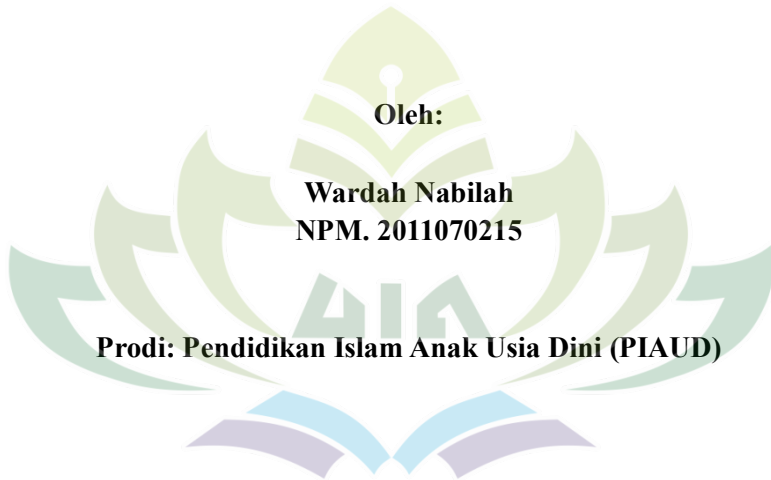 Oleh:
Wardah Nabilah
NPM. 2011070215
Prodi: Pendidikan Islam Anak Usia Dini (PIAUD)